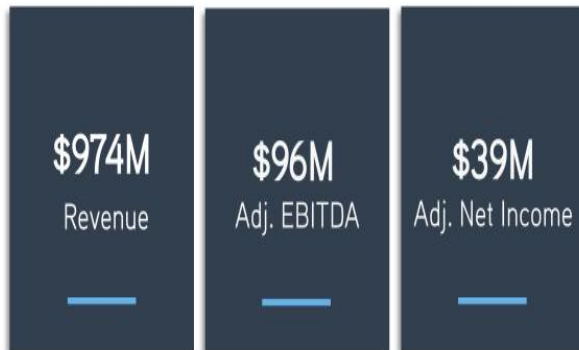 $974M
Revenue
$96M
Adj. EBITDA
$39M
Adj. Net Income